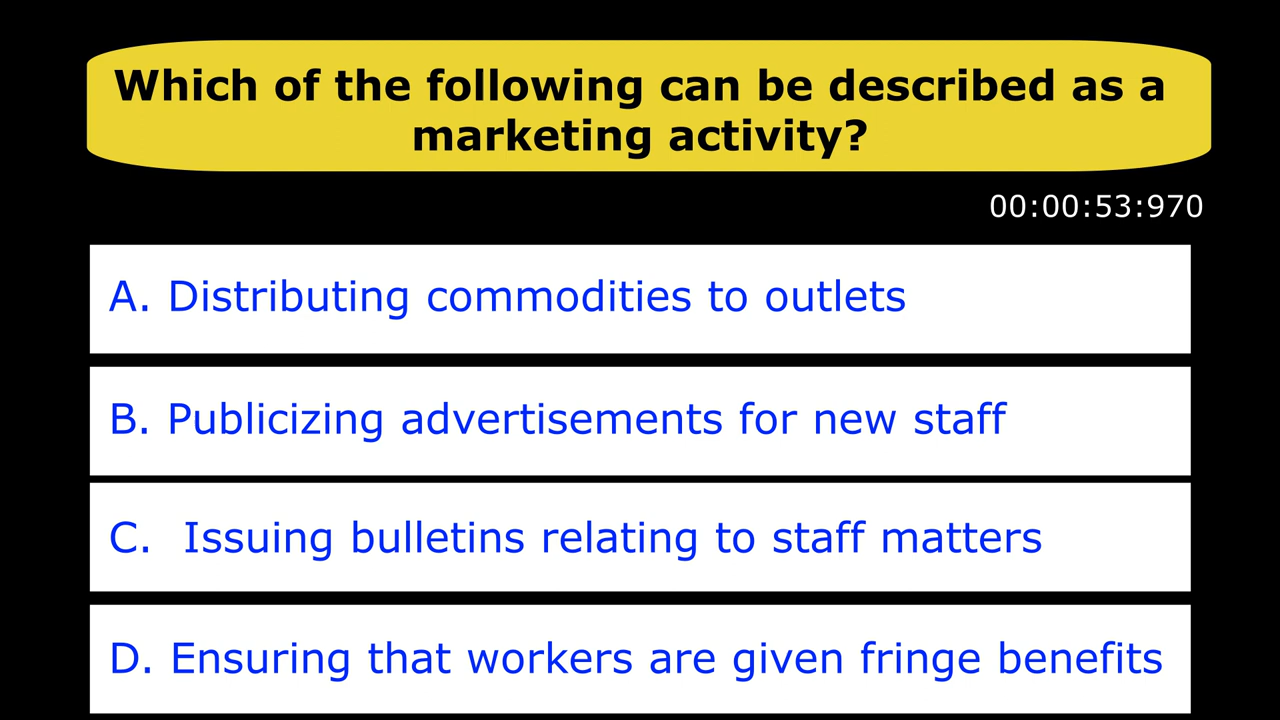 Which of the following can be described as a
marketing activity?
00:00:53:970
A. Distributing commodities to outlets
B. Publicizing advertisements for new staff
C. Issuing bulletins relating to staff matters
D. Ensuring that workers are given fringe benefits